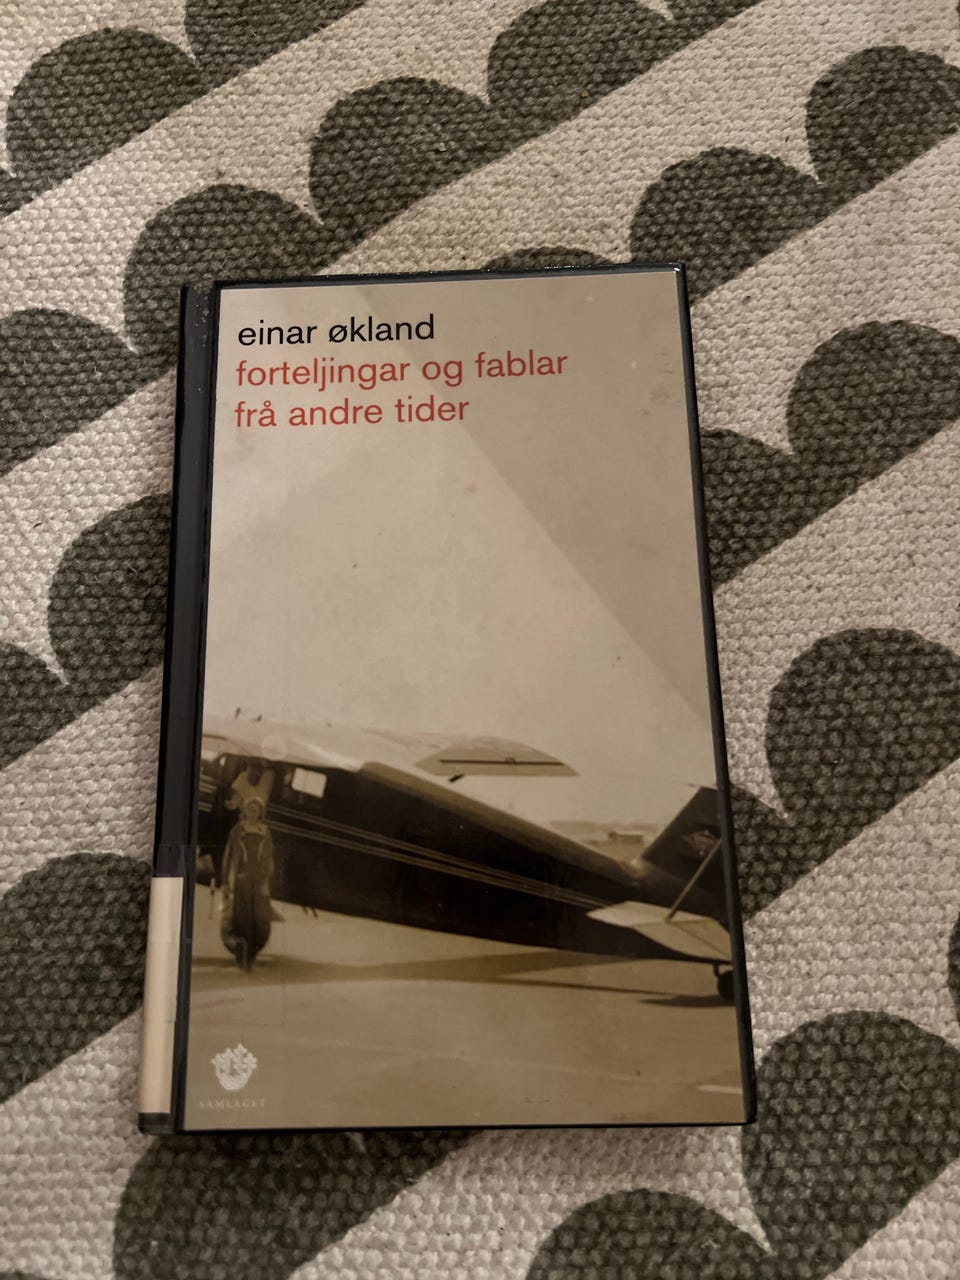 einar økland
forteljingar og fablar
frå andre tider
SAMLAGET